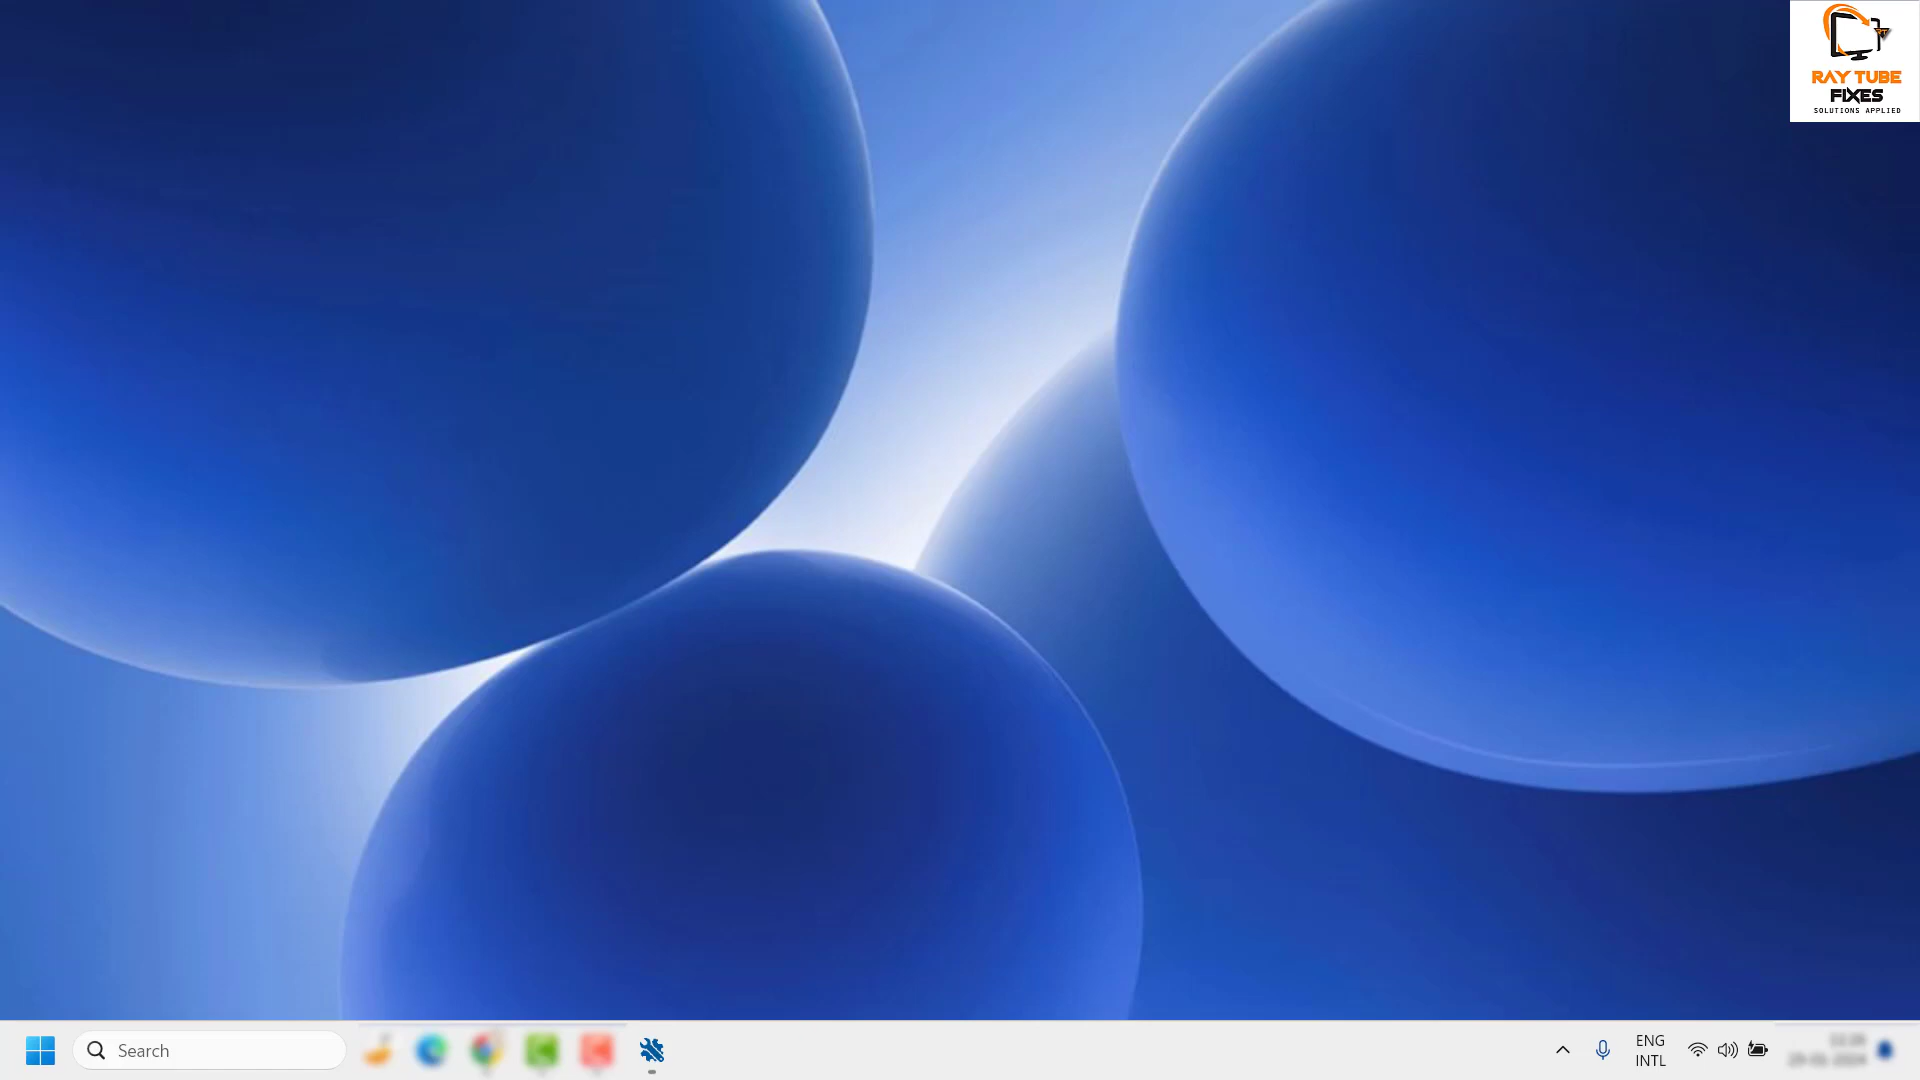 RAY TUBE
FIXES
SOLUTIONS APPLIED
Search
ENG
INTL